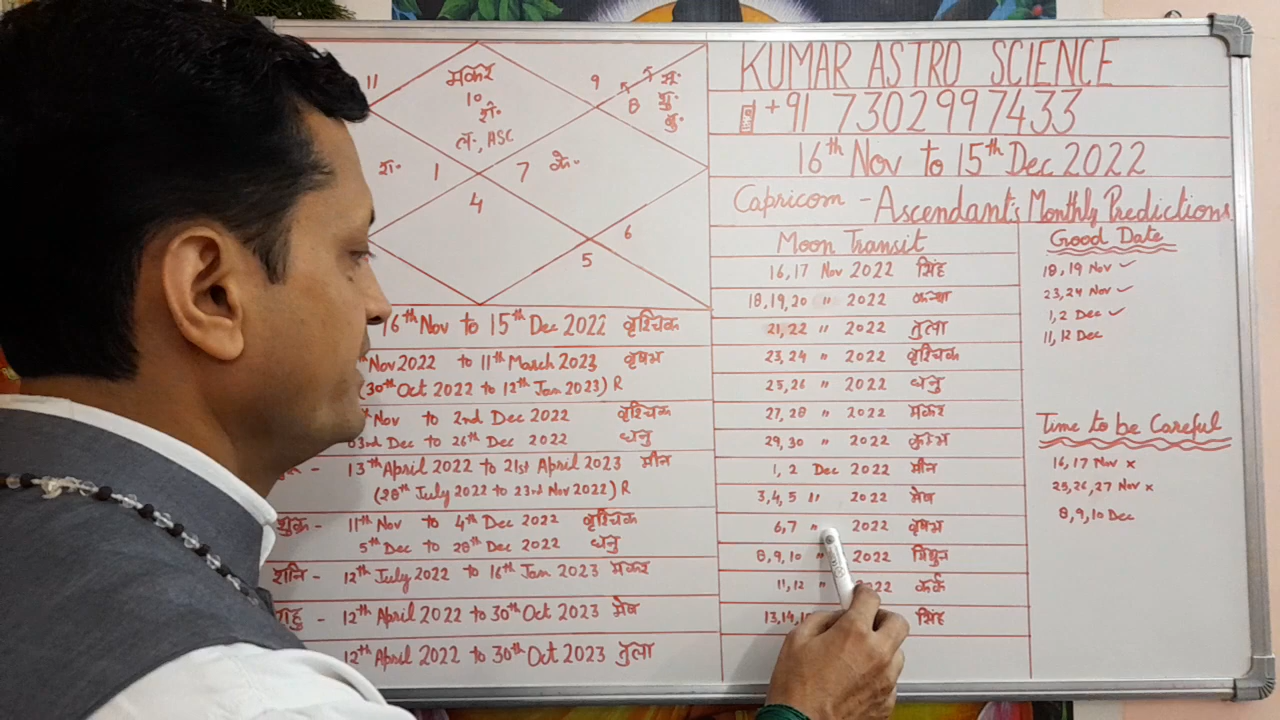 11
मकर
10
श.
ल., ASC
9
8
सू.
शु.
बु.
रा.
1
7
के.
4
6
5
16th Nov to 15th Dec 2022 वृश्चिक
Nov 2022 to 11th March 2023 वृषभ
(30th Oct 2022 to 12th Jan 2023) R
Nov to 2nd Dec 2022 वृश्चिक
03rd Dec to 26th Dec 2022 धनु
13th April 2022 to 21st April 2023 मीन
(28th July 2022 to 23rd Nov 2022) R
शुक्र - 11th Nov to 4th Dec 2022 वृश्चिक
5th Dec to 28th Dec 2022 धनु
शनि - 12th July 2022 to 16th Jan 2023 मकर
राहु - 12th April 2022 to 30th Oct 2023 मेष
12th April 2022 to 30th Oct 2023 तुला
KUMAR ASTRO SCIENCE
+91 7302997433
16th Nov to 15th Dec 2022
Capricorn - Ascendant's Monthly Predictions
Moon Transit
16,17 Nov 2022 सिंह
18,19,20 " 2022 कन्या
21,22 " 2022 तुला
23,24 " 2022 वृश्चिक
25,26 " 2022 धनु
27,28 " 2022 मकर
29,30 " 2022 कुम्भ
1, 2 Dec 2022 मीन
3,4,5 " 2022 मेष
6,7 " 2022 वृषभ
8,9,10 " 2022 मिथुन
11,12 " 2022 कर्क
13,14, सिंह
Good Date
18,19 Nov ✓
23,24 Nov ✓
1,2 Dec ✓
11,12 Dec
Time to be Careful
16,17 Nov x
25,26,27 Nov x
8,9,10 Dec